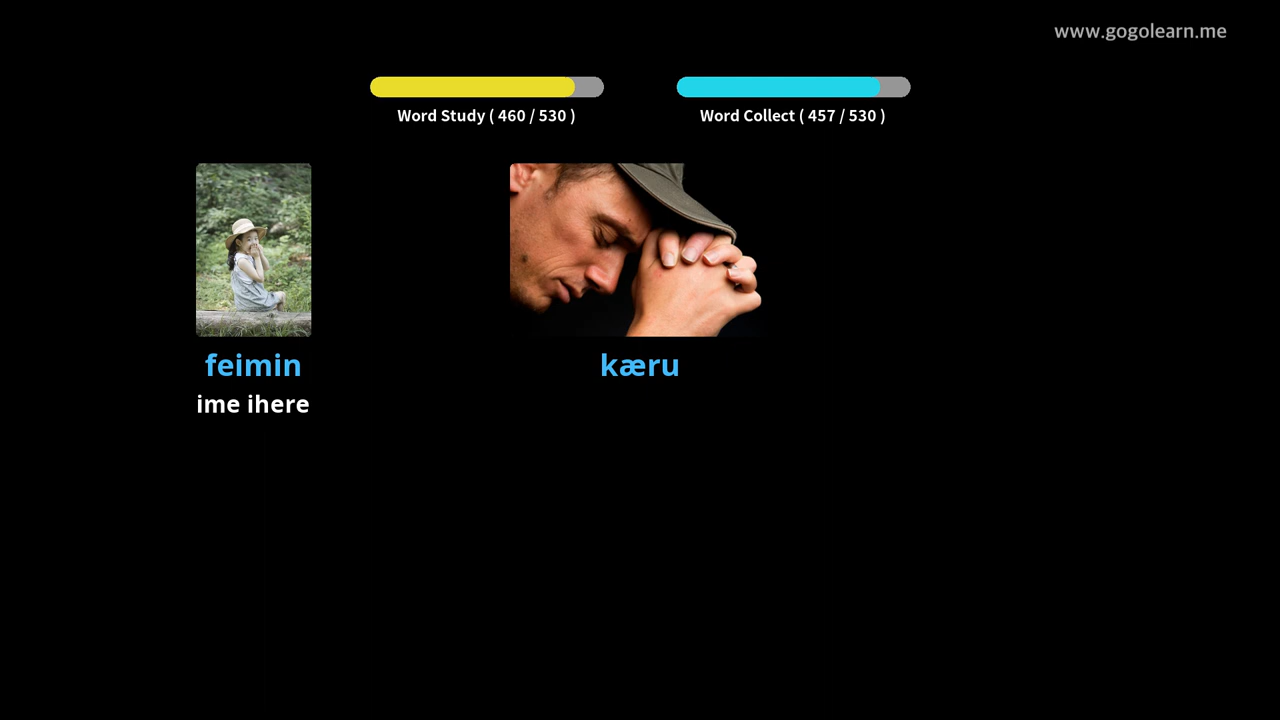 www.gogolearn.me
Word Study ( 460 / 530 )
Word Collect ( 457 / 530 )
feimin
kæru
ime ihere